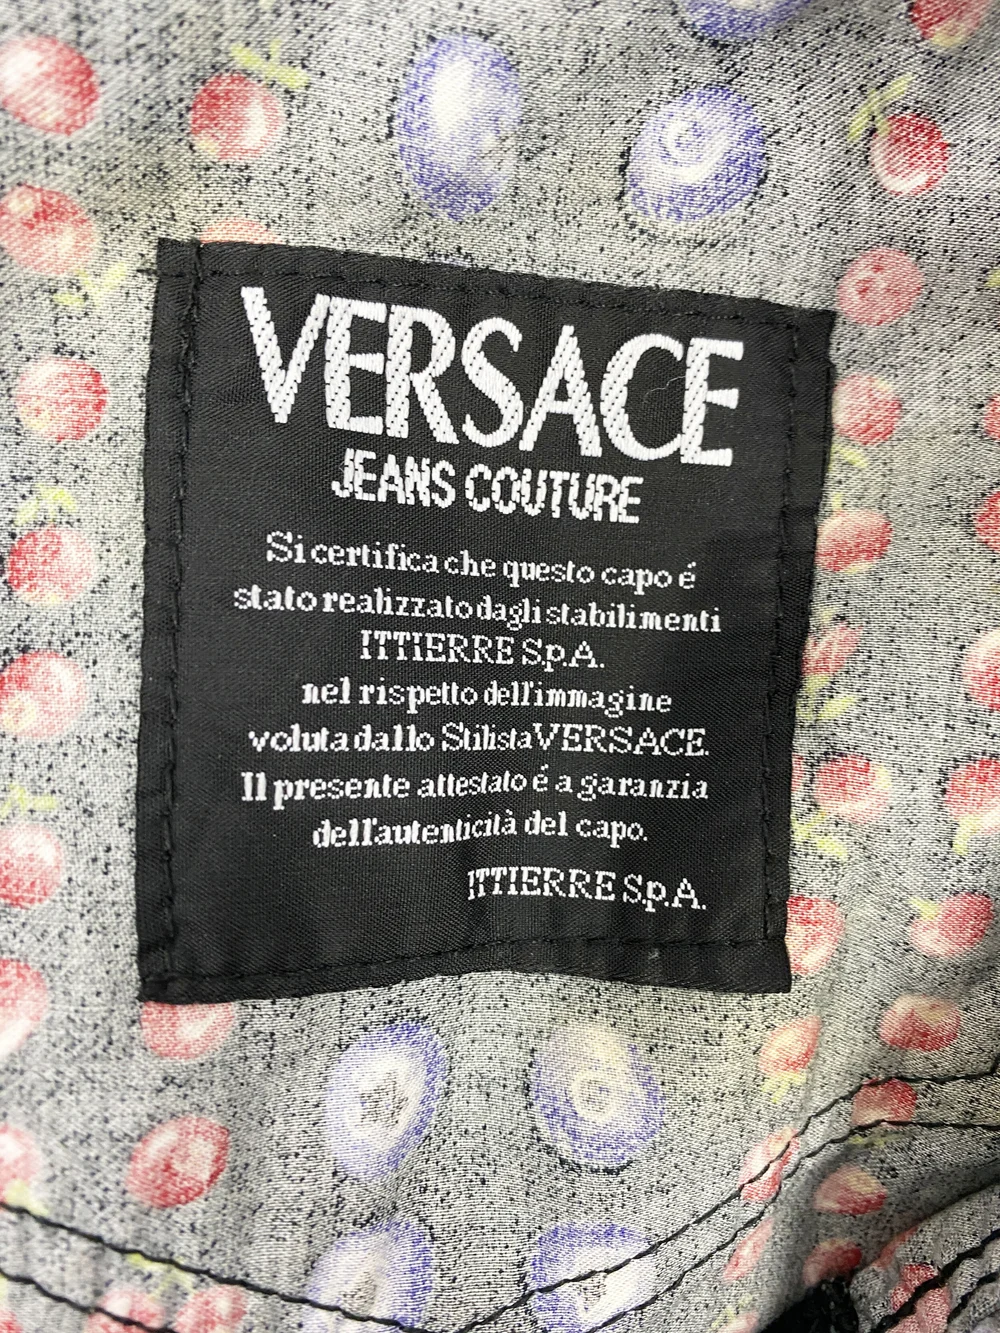 VERSACE
JEANS COUTURE
Si certifica che questo capo é
stato realizzato dagli stabilimenti
ITTIERRE S.p.A.
nel rispetto dell'immagine
voluta dallo Stilista VERSACE.
Il presente attestato é a garanzia
dell'autenticità del capo.
ITTIERRE S.p.A.